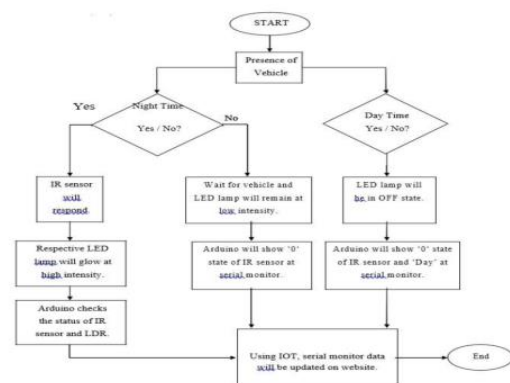 START
Presence of
Vehicle
Night Time
Yes / No?
Yes
No
Day Time
Yes / No?
IR sensor
will
respond.
Wait for vehicle and
LED lamp will remain at
low intensity.
LED lamp will
be in OFF state.
Respective LED
lamp will glow at
high intensity.
Arduino will show '0'
state of IR sensor at
serial monitor.
Arduino will show '0' state
of IR sensor and 'Day' at
serial monitor.
Arduino checks
the status of IR
sensor and LDR.
Using IOT, serial monitor data
will be updated on website.
End